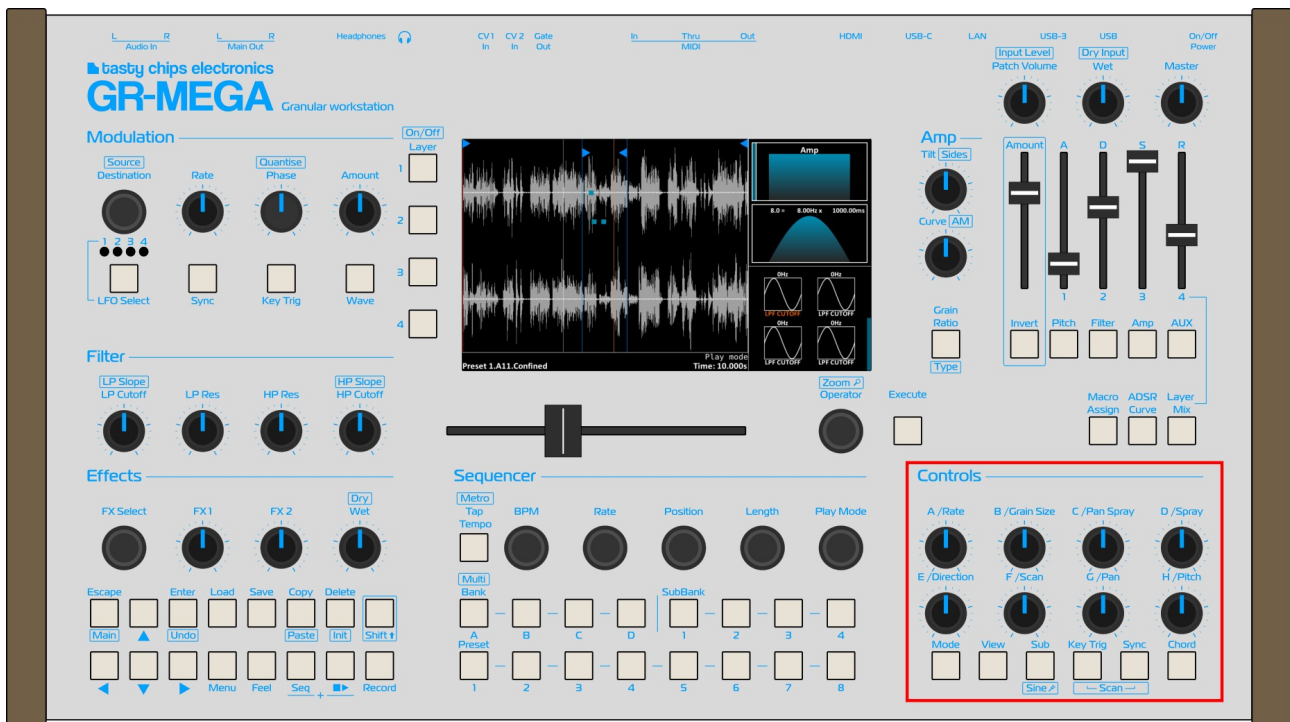 L R
Audio In
L R
Main Out
Headphones
CV 1 CV 2 Gate
In In Out
In Thru Out
MIDI
HDMI
USB-C
LAN
USB-3
USB
On/Off
Power
tasty chips electronics
GR-MEGA Granular workstation
Input Level
Patch Volume
Dry Input
Wet
Master
Modulation
Source
Destination
Rate
Quantise
Phase
Amount
1 2 3 4
LFO Select
Sync
Key Trig
Wave
On/Off
Layer
1
2
3
4
Amp
8.0 = 8.00Hz x 1000.00ms
0Hz
LPF CUTOFF
0Hz
LPF CUTOFF
0Hz
LPF CUTOFF
0Hz
LPF CUTOFF
Play mode
Preset 1.A11.Confined
Time: 10.000s
Amp
Tilt Sides
Curve AM
Grain
Ratio
Type
Amount A D S R
1 2 3 4
Invert Pitch Filter Amp AUX
Macro
Assign
ADSR
Curve
Layer
Mix
Filter
LP Slope
LP Cutoff
LP Res
HP Res
HP Slope
HP Cutoff
Zoom
Operator
Execute
Effects
FX Select
FX 1
FX 2
Dry
Wet
Escape Enter Load Save Copy Delete
Main Undo Paste Init Shift
Menu Feel Seq + Record
Sequencer
Metro
Tap
Tempo
BPM
Rate
Position
Length
Play Mode
Multi
Bank
SubBank
A B C D 1 2 3 4
Preset
1 2 3 4 5 6 7 8
Controls
A /Rate
B /Grain Size
C /Pan Spray
D /Spray
E /Direction
F /Scan
G /Pan
H /Pitch
Mode View Sub Key Trig Sync Chord
Sine
Scan